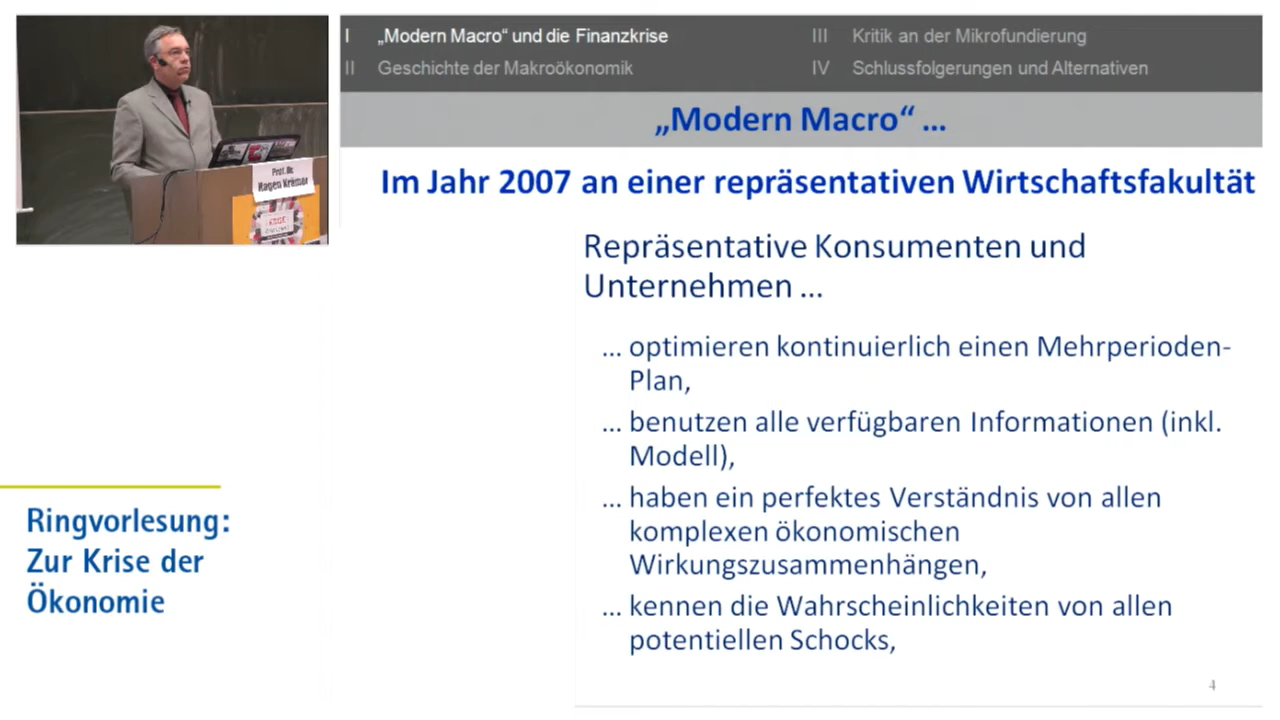 Prof. Dr.
Hagen Krämer
I „Modern Macro“ und die Finanzkrise
II Geschichte der Makroökonomik
III Kritik an der Mikrofundierung
IV Schlussfolgerungen und Alternativen
„Modern Macro“ ...
Im Jahr 2007 an einer repräsentativen Wirtschaftsfakultät
Repräsentative Konsumenten und
Unternehmen ...
... optimieren kontinuierlich einen Mehrperioden-
Plan,
... benutzen alle verfügbaren Informationen (inkl.
Modell),
... haben ein perfektes Verständnis von allen
komplexen ökonomischen
Wirkungszusammenhängen,
... kennen die Wahrscheinlichkeiten von allen
potentiellen Schocks,
4
Ringvorlesung:
Zur Krise der
Ökonomie